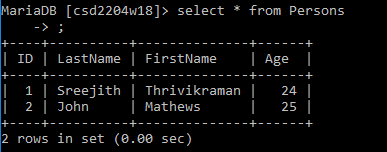 MariaDB [csd2204w18]> select * from Persons
    -> ;
+----+-----------+--------------+------+
| ID | LastName  | FirstName    | Age  |
+----+-----------+--------------+------+
|  1 | Sreejith  | Thrivikraman |   24 |
|  2 | John      | Mathews      |   25 |
+----+-----------+--------------+------+
2 rows in set (0.00 sec)